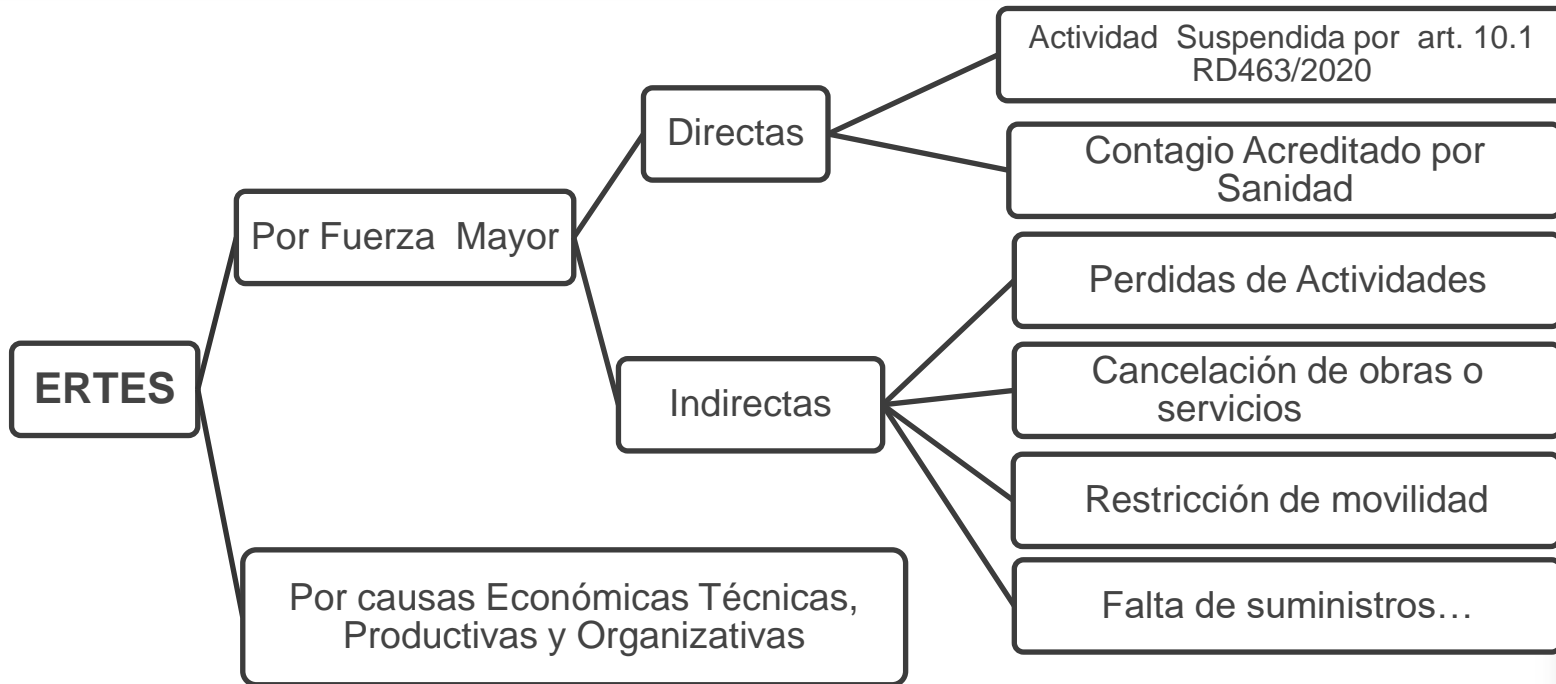 ERTES
Por Fuerza Mayor
Directas
Actividad Suspendida por art. 10.1
RD463/2020
Contagio Acreditado por
Sanidad
Indirectas
Perdidas de Actividades
Cancelación de obras o
servicios
Restricción de movilidad
Falta de suministros…
Por causas Económicas Técnicas,
Productivas y Organizativas